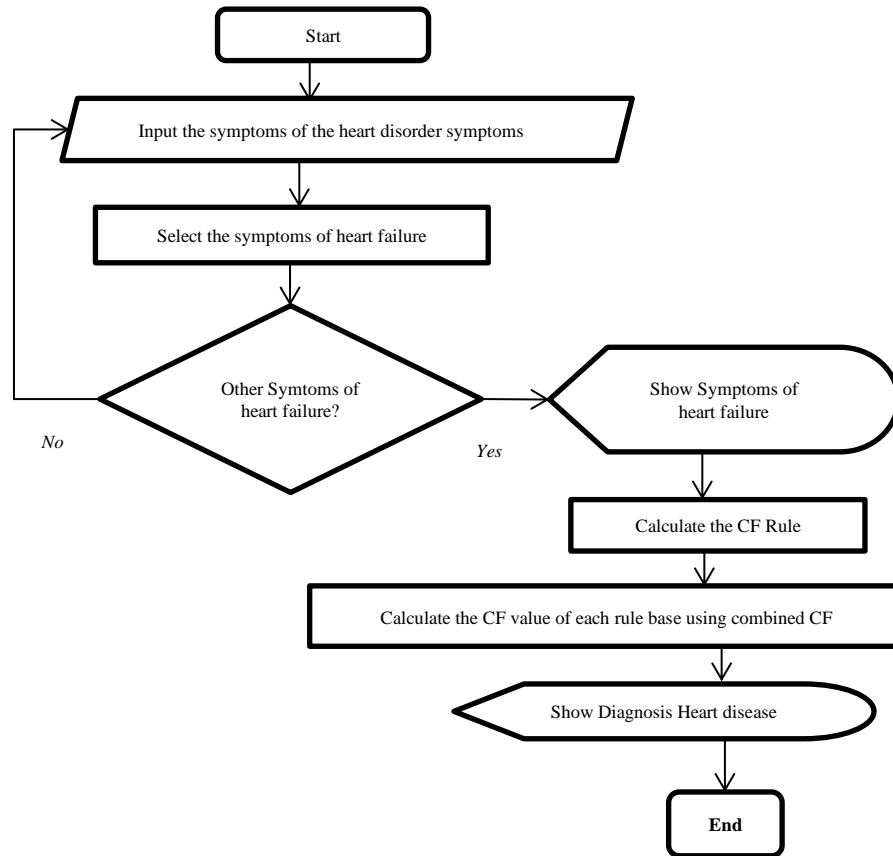 Start
Input the symptoms of the heart disorder symptoms
Select the symptoms of heart failure
Other Symtoms of
heart failure?
No
Yes
Show Symptoms of
heart failure
Calculate the CF Rule
Calculate the CF value of each rule base using combined CF
Show Diagnosis Heart disease
End